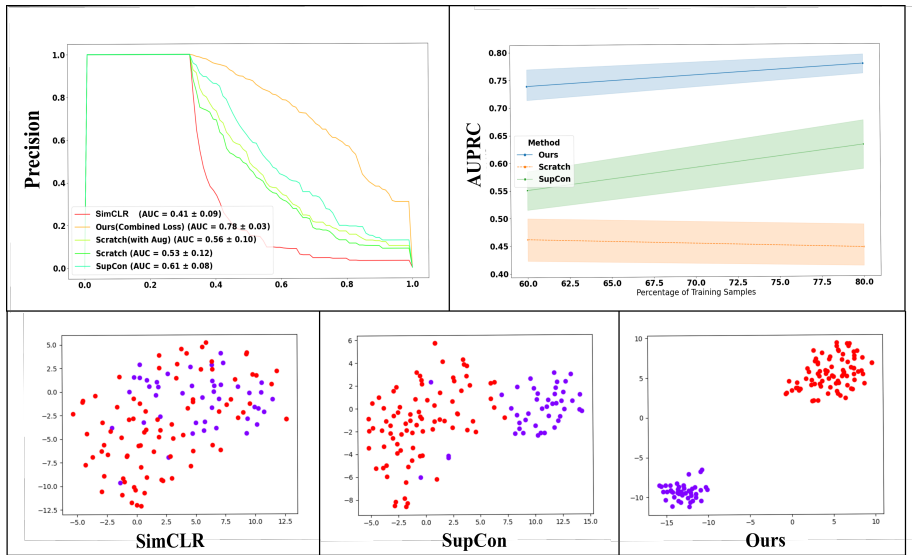 Precision
1.0
0.8
0.6
0.4
0.2
0.0
SimCLR (AUC = 0.41 ± 0.09)
Ours(Combined Loss) (AUC = 0.78 ± 0.03)
Scratch(with Aug) (AUC = 0.56 ± 0.10)
Scratch (AUC = 0.53 ± 0.12)
SupCon (AUC = 0.61 ± 0.08)
0.0 0.2 0.4 0.6 0.8 1.0
AUPRC
0.80
0.75
0.70
0.65
0.60
0.55
0.50
0.45
0.40
Method
Ours
Scratch
SupCon
60.0 62.5 65.0 67.5 70.0 72.5 75.0 77.5 80.0
Percentage of Training Samples
5.0
2.5
0.0
−2.5
−5.0
−7.5
−10.0
−12.5
−5.0 −2.5 0.0 2.5 5.0 7.5 10.0 12.5
SimCLR
6
4
2
0
−2
−4
−6
−8
−5.0 −2.5 0.0 2.5 5.0 7.5 10.0 12.5 15.0
SupCon
10
5
0
−5
−10
−15 −10 −5 0 5 10
Ours